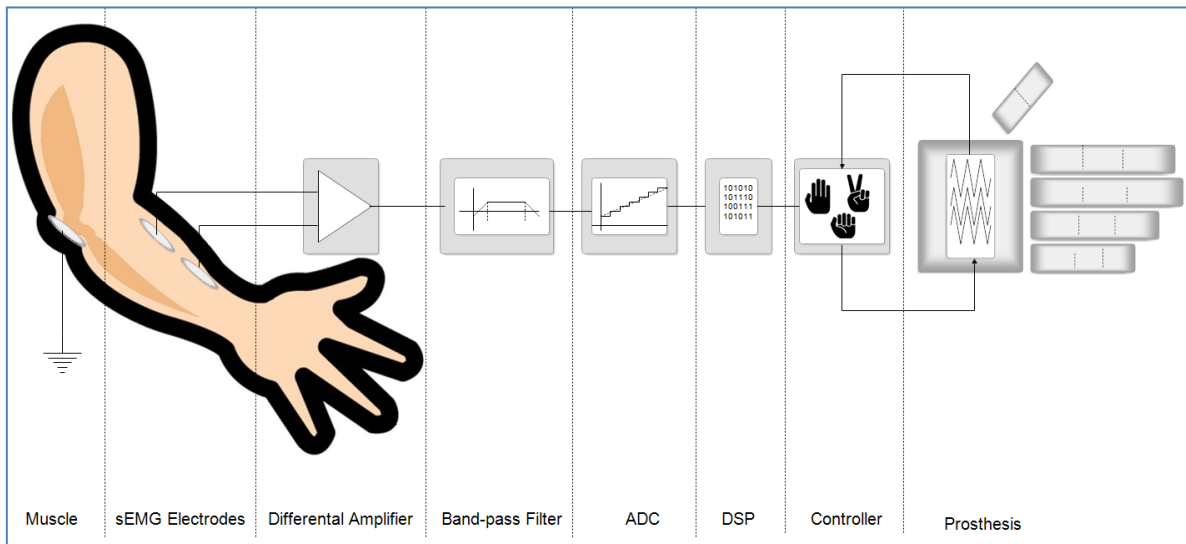 101010
101110
100111
101011
Muscle
sEMG Electrodes
Differental Amplifier
Band-pass Filter
ADC
DSP
Controller
Prosthesis